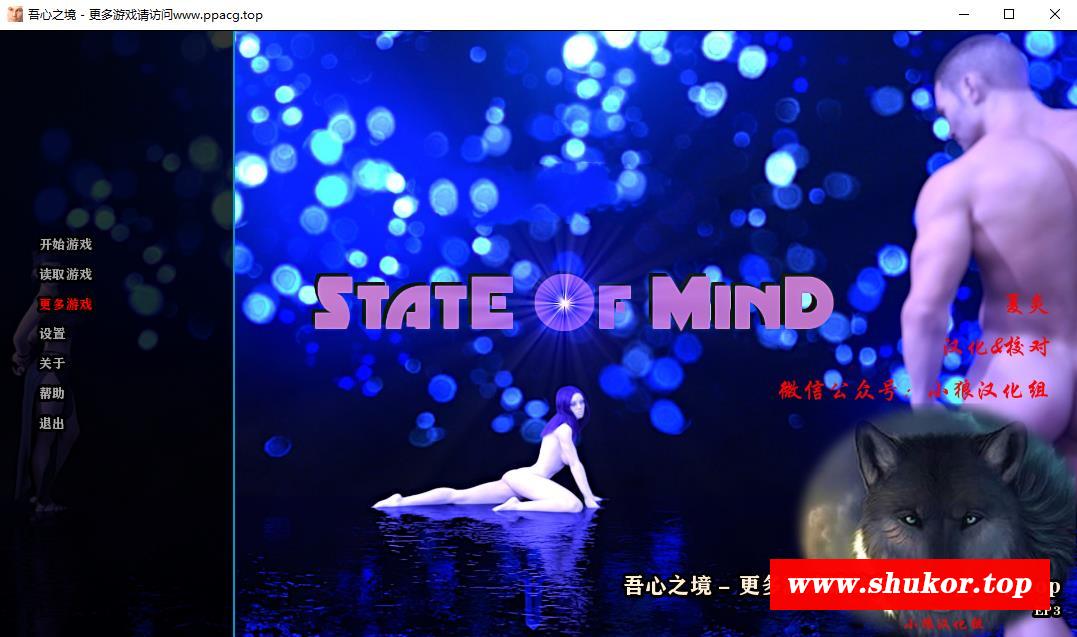 吾心之境 - 更多游戏请访问www.ppacg.top
开始游戏
读取游戏
更多游戏
设置
关于
帮助
退出
STATE OF MIND
夏炎
汉化&校对
微信公众号：小狼汉化组
吾心之境 – 更多
www.shukor.top
op
EP3
小狼汉化组